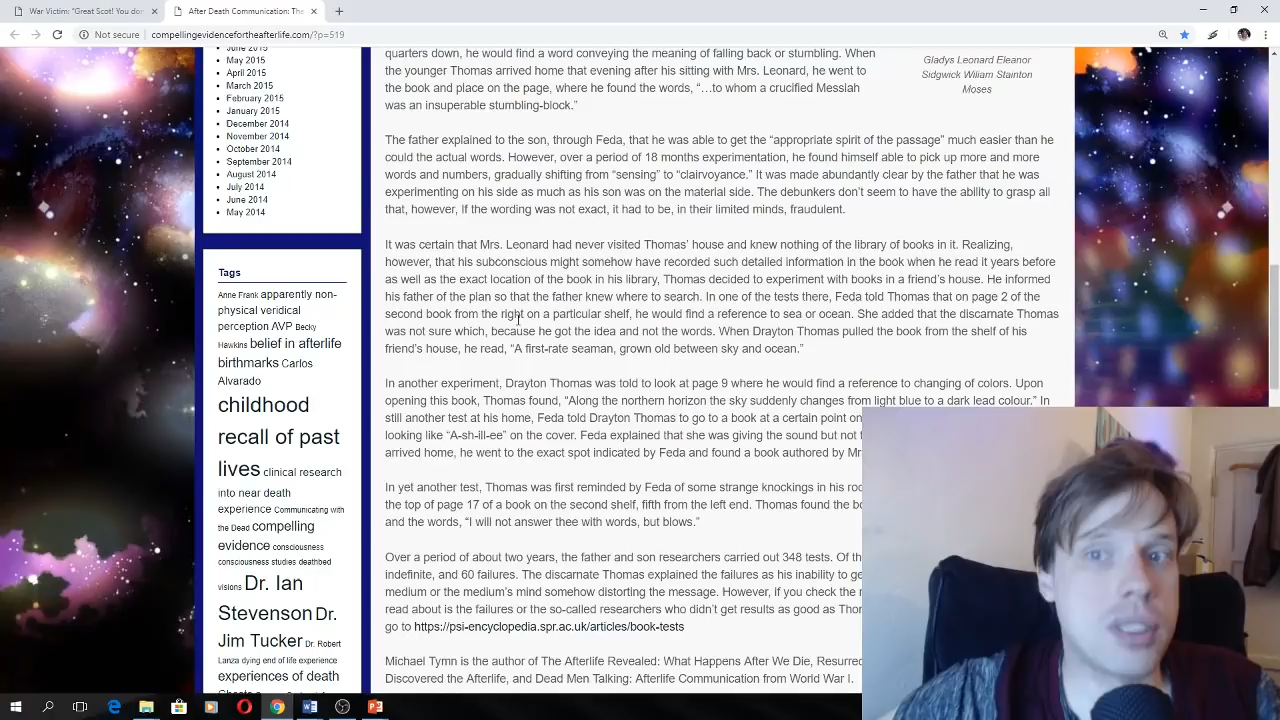 War Victim: "Great Scot! You don
After Death Communication: The
Not secure
compellingevidencefortheafterlife.com/?p=519
June 2015
May 2015
April 2015
March 2015
February 2015
January 2015
December 2014
November 2014
October 2014
September 2014
August 2014
July 2014
June 2014
May 2014
Tags
Anne Frank apparently non-
physical veridical
perception AVP Becky
Hawkins belief in afterlife
birthmarks Carlos
Alvarado
childhood
recall of past
lives clinical research
into near death
experience Communicating with
the Dead compelling
evidence consciousness
consciousness studies deathbed
visions Dr. Ian
Stevenson Dr.
Jim Tucker Dr. Robert
Lanza dying end of life experience
experiences of death
quarters down, he would find a word conveying the meaning of falling back or stumbling. When
the younger Thomas arrived home that evening after his sitting with Mrs. Leonard, he went to
the book and place on the page, where he found the words, “…to whom a crucified Messiah
was an insuperable stumbling-block.”
Gladys Leonard Eleanor
Sidgwick Wiliam Stainton
Moses
The father explained to the son, through Feda, that he was able to get the “appropriate spirit of the passage” much easier than he
could the actual words. However, over a period of 18 months experimentation, he found himself able to pick up more and more
words and numbers, gradually shifting from “sensing” to “clairvoyance.” It was made abundantly clear by the father that he was
experimenting on his side as much as his son was on the material side. The debunkers don’t seem to have the ability to grasp all
that, however, If the wording was not exact, it had to be, in their limited minds, fraudulent.
It was certain that Mrs. Leonard had never visited Thomas’ house and knew nothing of the library of books in it. Realizing,
however, that his subconscious might somehow have recorded such detailed information in the book when he read it years before
as well as the exact location of the book in his library, Thomas decided to experiment with books in a friend’s house. He informed
his father of the plan so that the father knew where to search. In one of the tests there, Feda told Thomas that on page 2 of the
second book from the right on a particular shelf, he would find a reference to sea or ocean. She added that the discarnate Thomas
was not sure which, because he got the idea and not the words. When Drayton Thomas pulled the book from the shelf of his
friend’s house, he read, “A first-rate seaman, grown old between sky and ocean.”
In another experiment, Drayton Thomas was told to look at page 9 where he would find a reference to changing of colors. Upon
opening this book, Thomas found, “Along the northern horizon the sky suddenly changes from light blue to a dark lead colour.” In
still another test at his home, Feda told Drayton Thomas to go to a book at a certain point on
looking like “A-sh-ill-ee” on the cover. Feda explained that she was giving the sound but not
arrived home, he went to the exact spot indicated by Feda and found a book authored by
In yet another test, Thomas was first reminded by Feda of some strange knockings in his
the top of page 17 of a book on the second shelf, fifth from the left end. Thomas found the
and the words, “I will not answer thee with words, but blows.”
Over a period of about two years, the father and son researchers carried out 348 tests. Of
indefinite, and 60 failures. The discarnate Thomas explained the failures as his inability to
medium or the medium’s mind somehow distorting the message. However, if you check the
read about is the failures or the so-called researchers who didn’t get results as good as
go to https://psi-encyclopedia.spr.ac.uk/articles/book-tests
Michael Tymn is the author of The Afterlife Revealed: What Happens After We Die,
Discovered the Afterlife, and Dead Men Talking: Afterlife Communication from World War I.